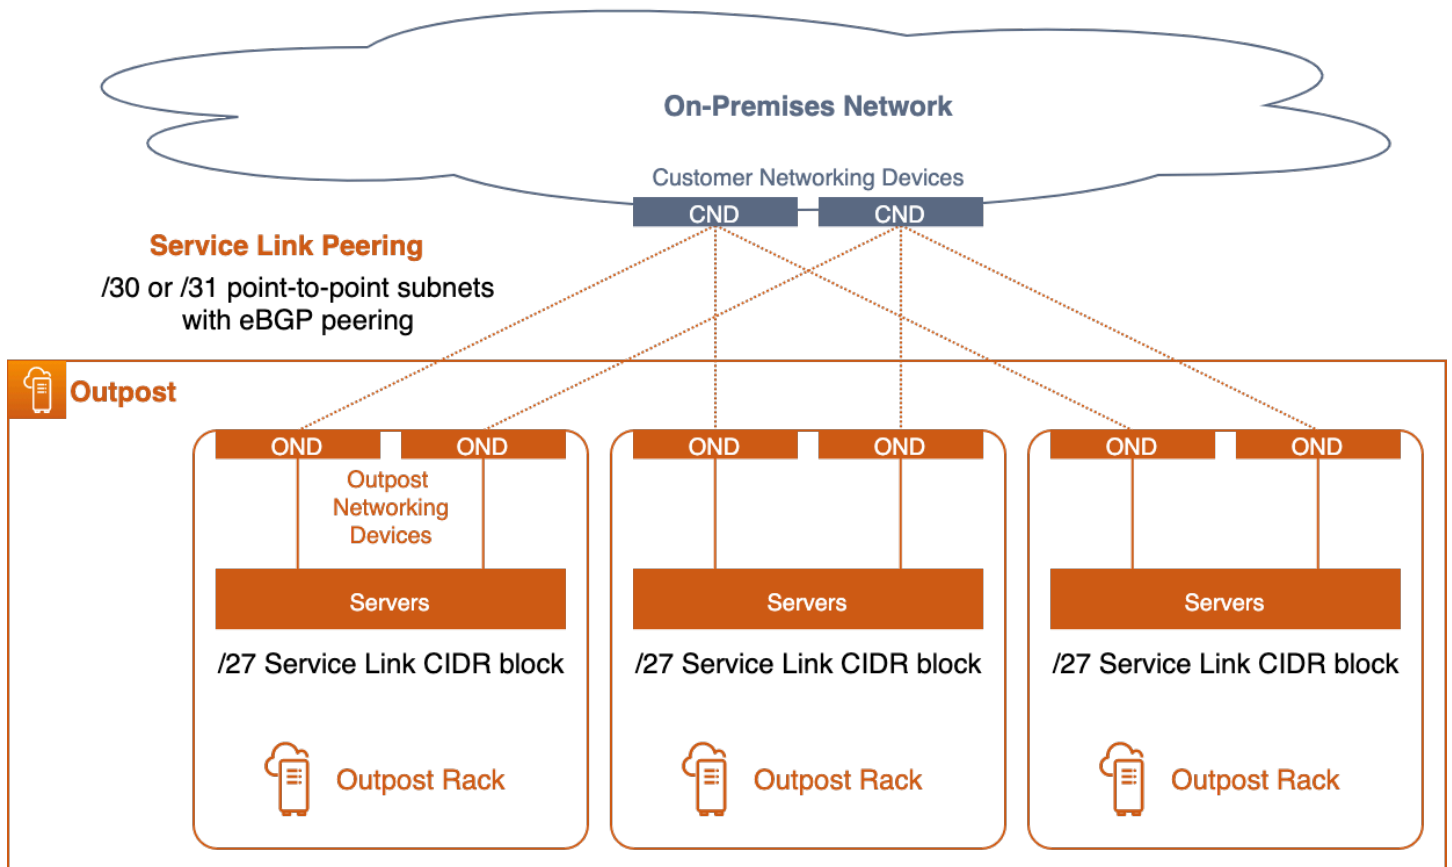 On-Premises Network
Customer Networking Devices
CND CND
Service Link Peering
/30 or /31 point-to-point subnets
with eBGP peering
Outpost
OND OND OND OND OND OND
Outpost
Networking
Devices
Servers Servers Servers
/27 Service Link CIDR block /27 Service Link CIDR block /27 Service Link CIDR block
Outpost Rack Outpost Rack Outpost Rack